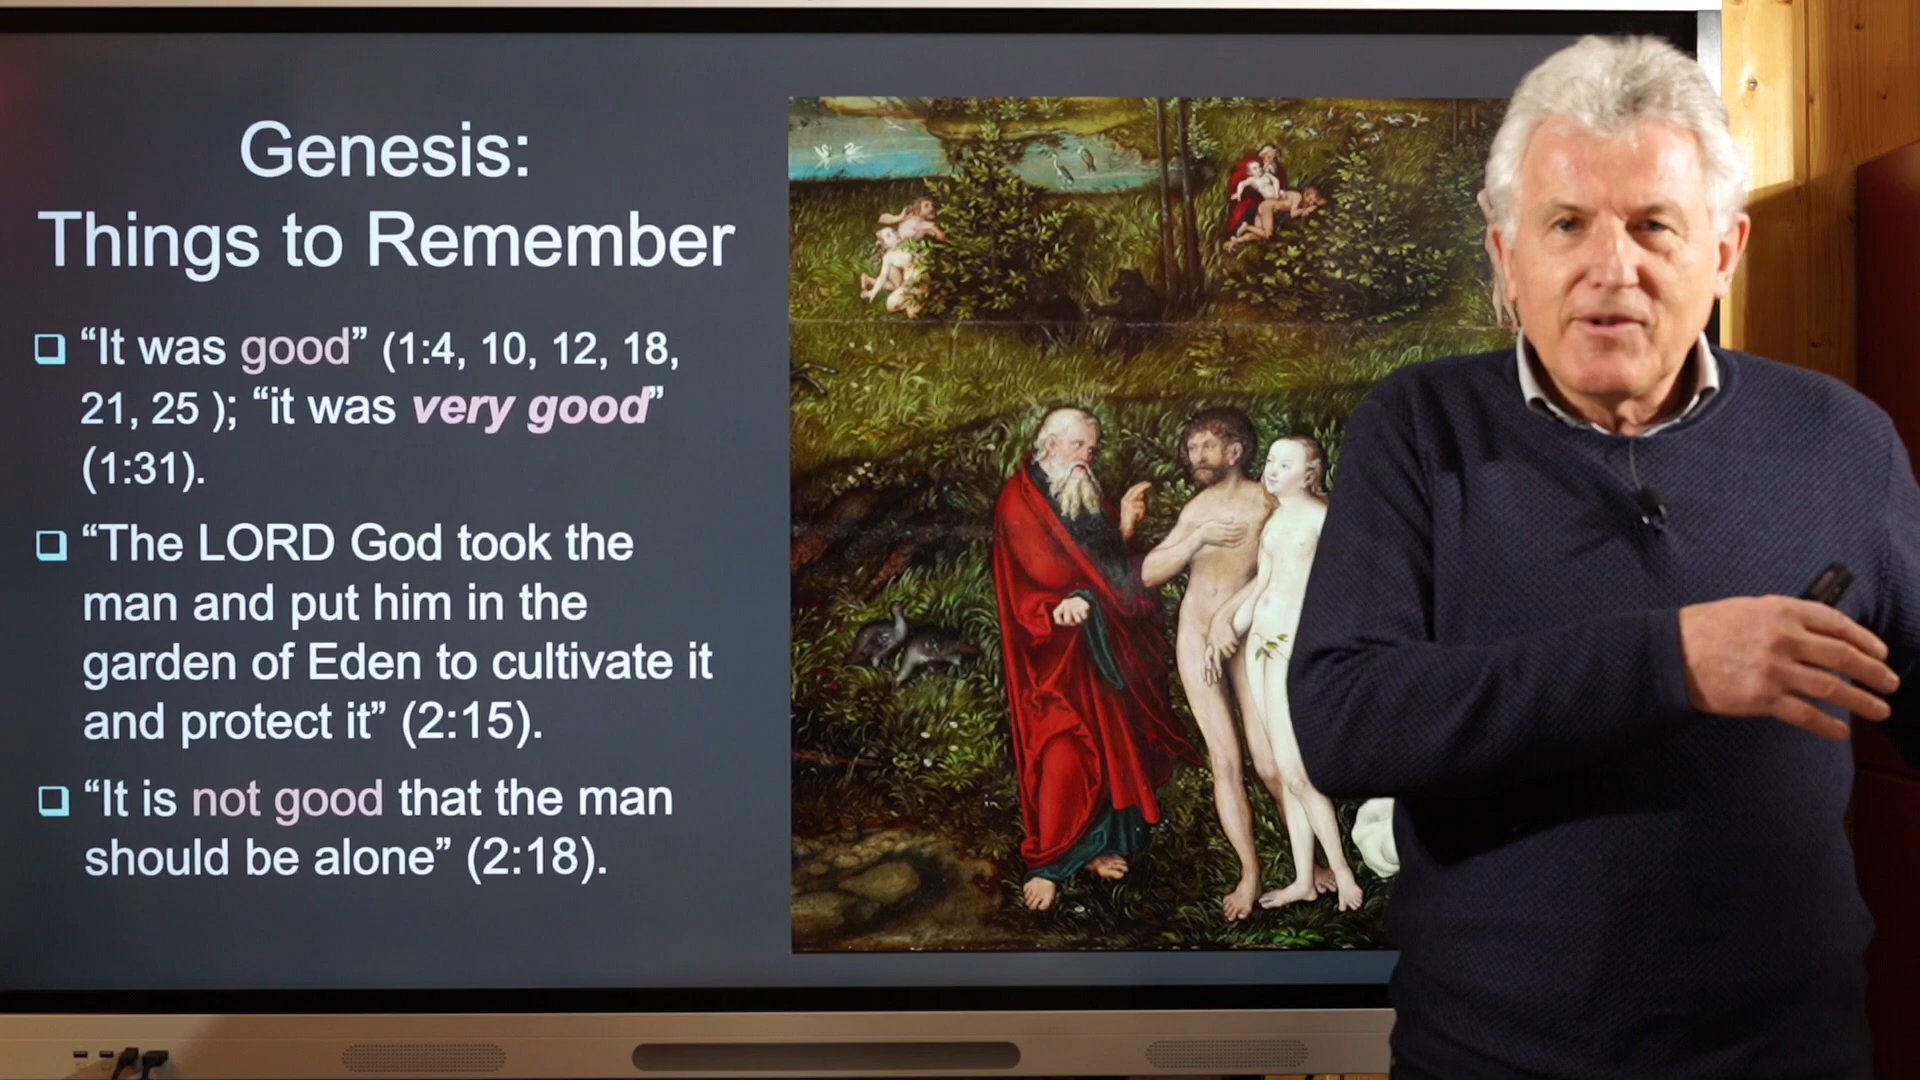 Genesis:
Things to Remember
“It was good” (1:4, 10, 12, 18,
21, 25 ); “it was very good”
(1:31).
“The LORD God took the
man and put him in the
garden of Eden to cultivate it
and protect it” (2:15).
“It is not good that the man
should be alone” (2:18).